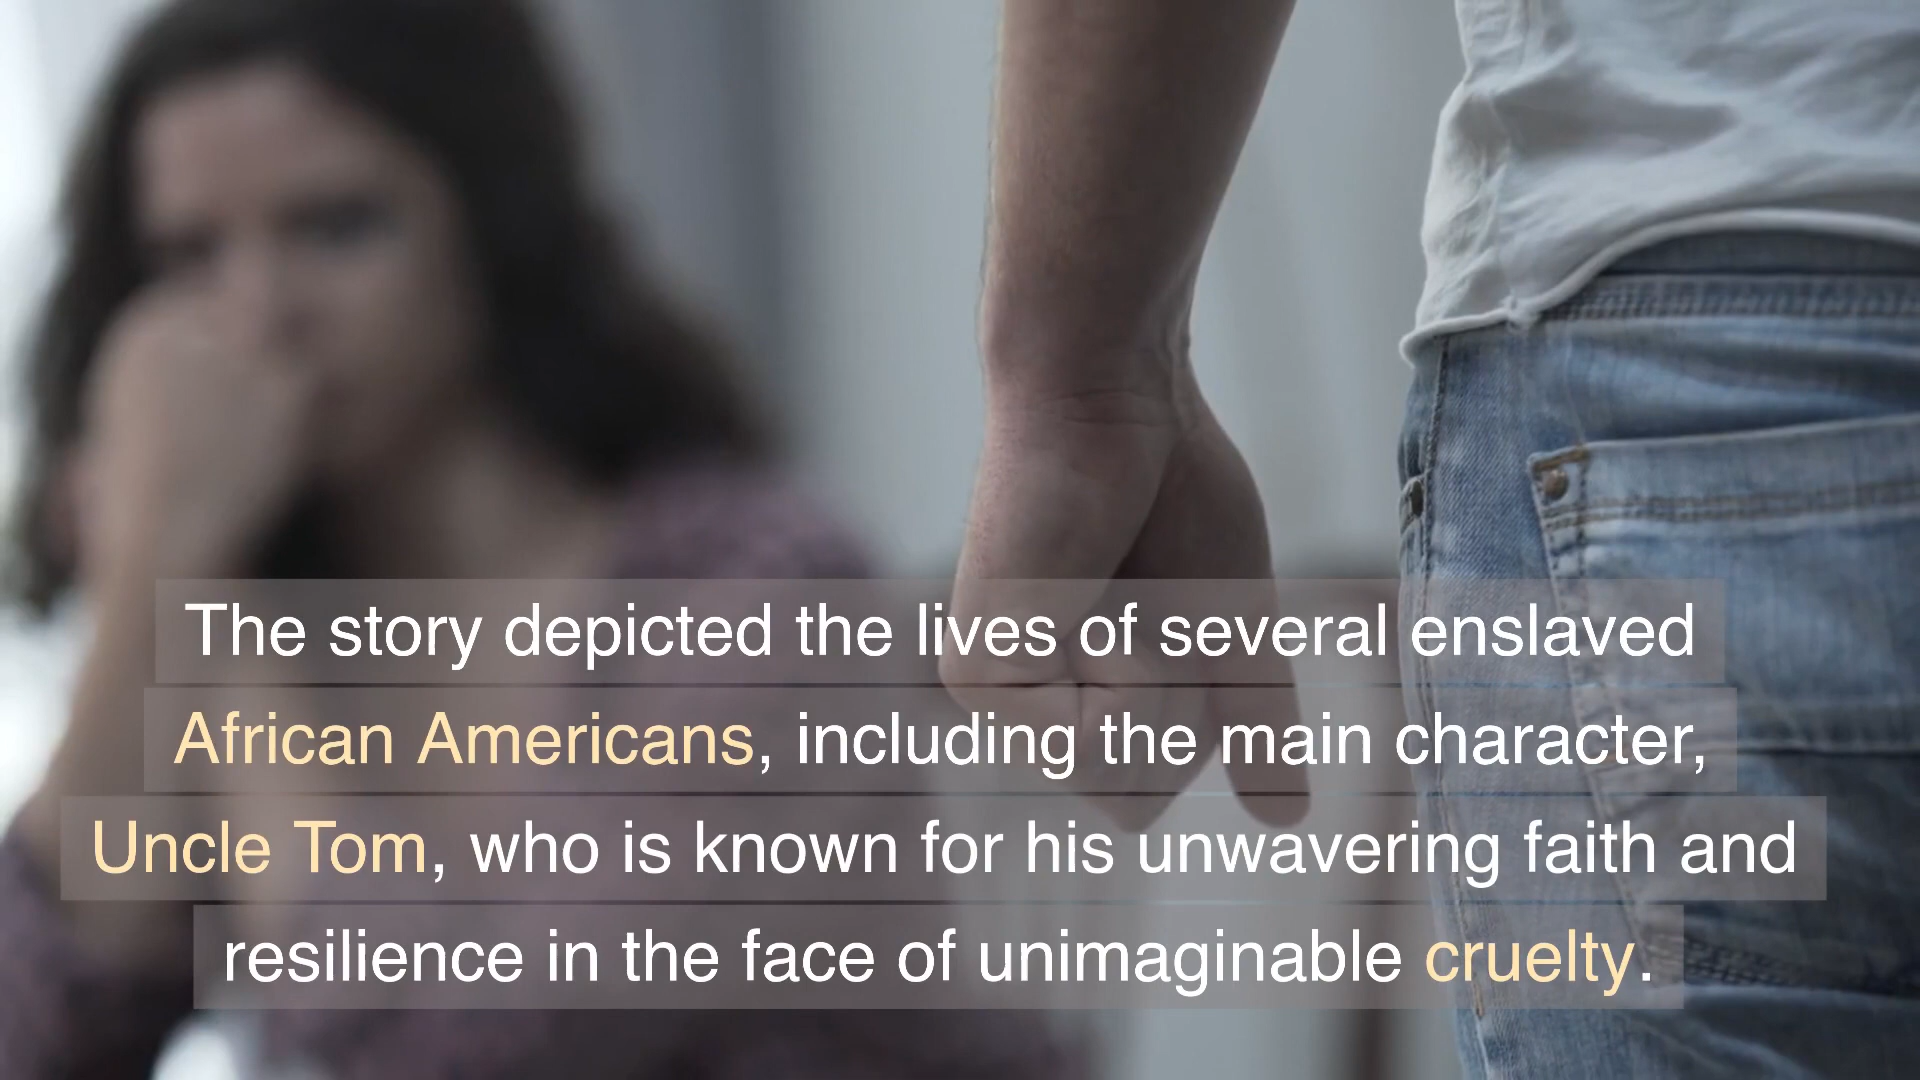 The story depicted the lives of several enslaved
African Americans, including the main character,
Uncle Tom, who is known for his unwavering faith and
resilience in the face of unimaginable cruelty.